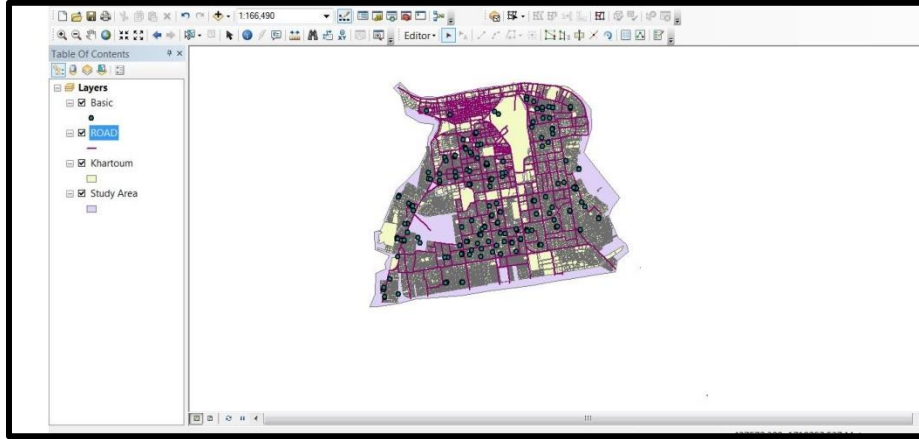 1:166,490
Editor
Table Of Contents
Layers
Basic
ROAD
Khartoum
Study Area